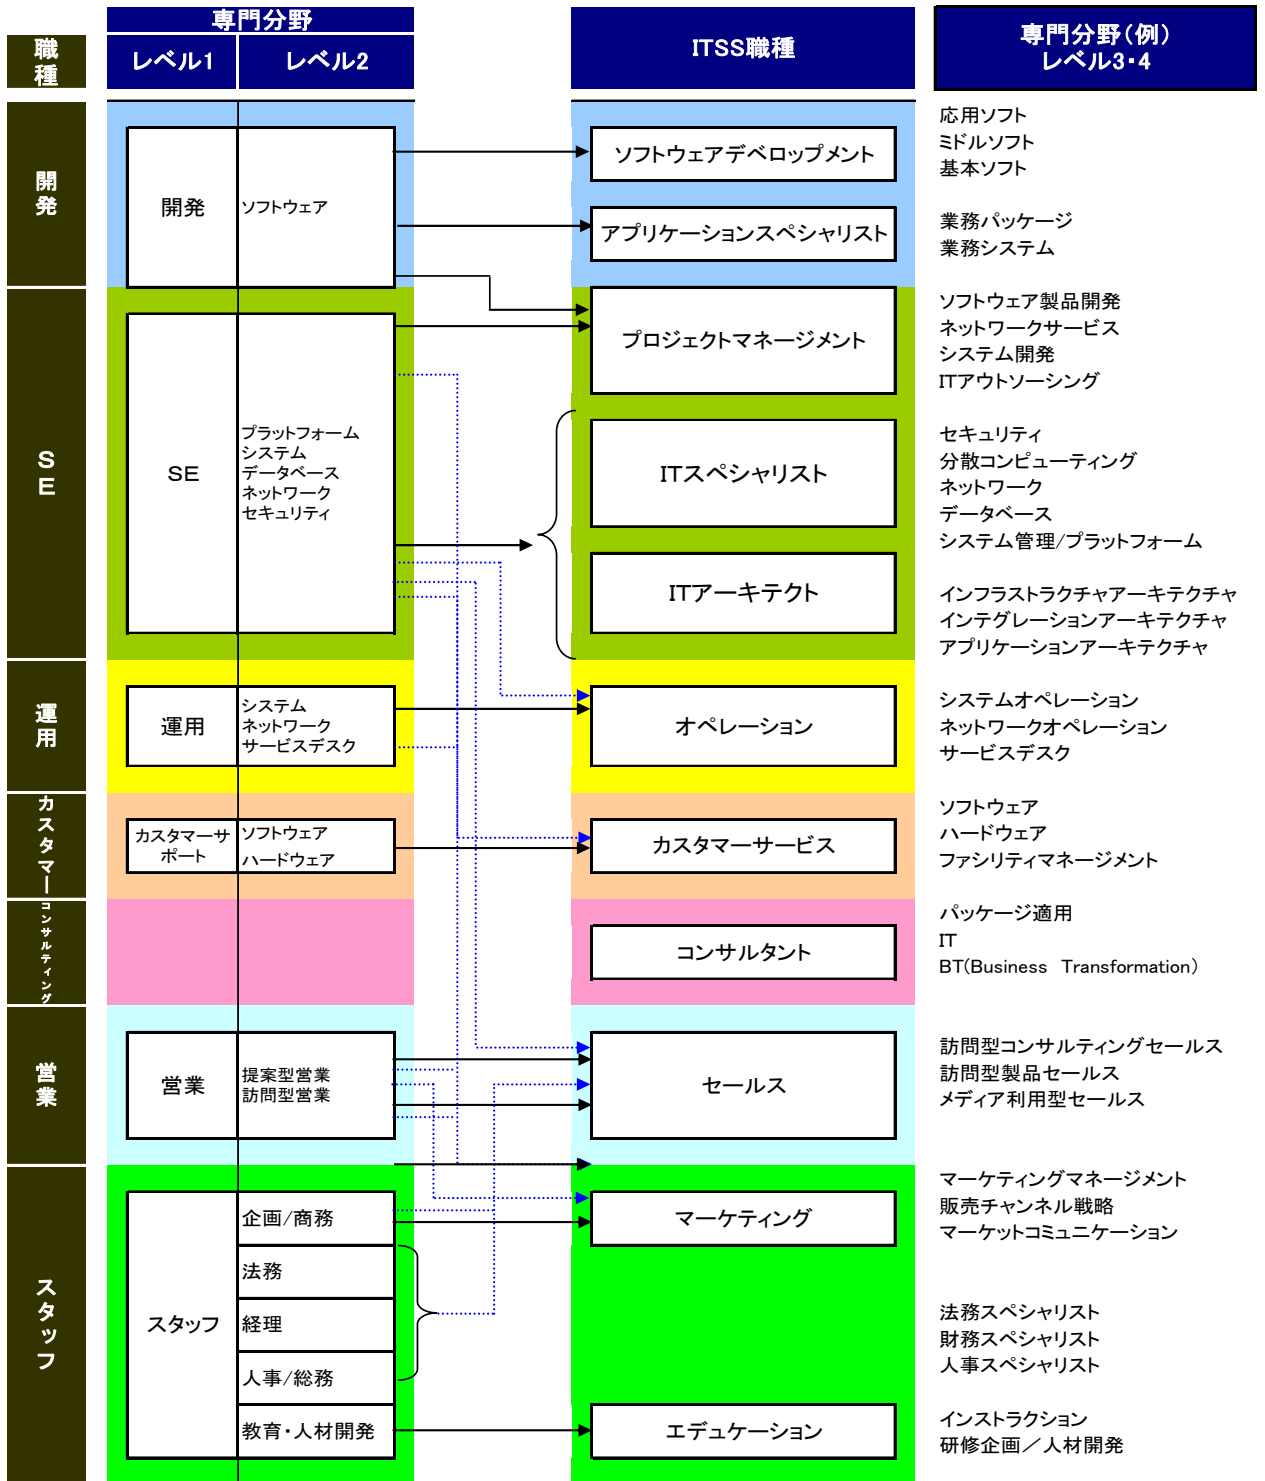 職種
専門分野
レベル1
レベル2
ITSS職種
専門分野(例)
レベル3・4
開発
開発
ソフトウェア
ソフトウェアデベロップメント
アプリケーションスペシャリスト
応用ソフト
ミドルソフト
基本ソフト
業務パッケージ
業務システム
SE
SE
プラットフォーム
システム
データベース
ネットワーク
セキュリティ
プロジェクトマネージメント
ITスペシャリスト
ITアーキテクト
ソフトウェア製品開発
ネットワークサービス
システム開発
ITアウトソーシング
セキュリティ
分散コンピューティング
ネットワーク
データベース
システム管理/プラットフォーム
インフラストラクチャアーキテクチャ
インテグレーションアーキテクチャ
アプリケーションアーキテクチャ
運用
運用
システム
ネットワーク
サービスデスク
オペレーション
システムオペレーション
ネットワークオペレーション
サービスデスク
カスタマー
カスタマーサ
ポート
ソフトウェア
ハードウェア
カスタマーサービス
ソフトウェア
ハードウェア
ファシリティマネージメント
コンサルティング
コンサルタント
パッケージ適用
IT
BT(Business Transformation)
営業
営業
提案型営業
訪問型営業
セールス
訪問型コンサルティングセールス
訪問型製品セールス
メディア利用型セールス
スタッフ
スタッフ
企画/商務
法務
経理
人事/総務
教育・人材開発
マーケティング
エデュケーション
マーケティングマネージメント
販売チャンネル戦略
マーケットコミュニケーション
法務スペシャリスト
財務スペシャリスト
人事スペシャリスト
インストラクション
研修企画／人材開発